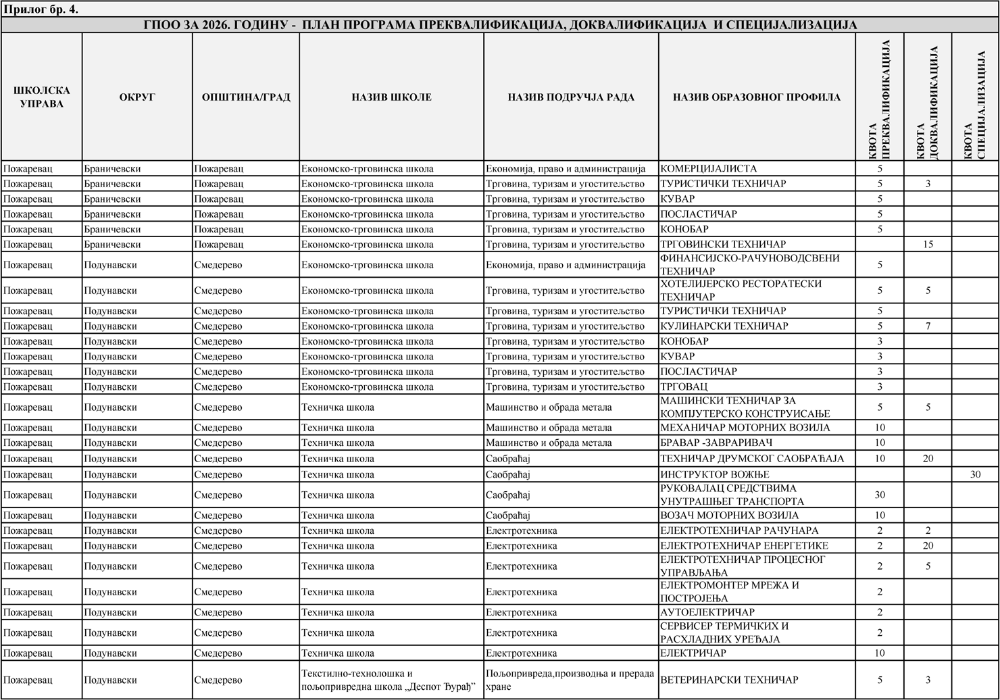 Прилог бр. 4.
ГПОО ЗА 2026. ГОДИНУ - ПЛАН ПРОГРАМА ПРЕКВАЛИФИКАЦИЈА, ДОКВАЛИФИКАЦИЈА И СПЕЦИЈАЛИЗАЦИЈА
ШКОЛСКА УПРАВА ОКРУГ ОПШТИНА/ГРАД НАЗИВ ШКОЛЕ НАЗИВ ПОДРУЧЈА РАДА НАЗИВ ОБРАЗОВНОГ ПРОФИЛА КВОТА ПРЕКВАЛИФИКАЦИЈА КВОТА ДОКВАЛИФИКАЦИЈА КВОТА СПЕЦИЈАЛИЗАЦИЈА
Пожаревац Браничевски Пожаревац Економско-трговинска школа Економија, право и администрација КОМЕРЦИЈАЛИСТА 5
Пожаревац Браничевски Пожаревац Економско-трговинска школа Трговина, туризам и угоститељство ТУРИСТИЧКИ ТЕХНИЧАР 5 3
Пожаревац Браничевски Пожаревац Економско-трговинска школа Трговина, туризам и угоститељство КУВАР 5
Пожаревац Браничевски Пожаревац Економско-трговинска школа Трговина, туризам и угоститељство ПОСЛАСТИЧАР 5
Пожаревац Браничевски Пожаревац Економско-трговинска школа Трговина, туризам и угоститељство КОНОБАР 5
Пожаревац Браничевски Пожаревац Економско-трговинска школа Трговина, туризам и угоститељство ТРГОВИНСКИ ТЕХНИЧАР 15
Пожаревац Подунавски Смедерево Економско-трговинска школа Економија, право и администрација ФИНАНСИЈСКО-РАЧУНОВОДСВЕНИ ТЕХНИЧАР 5
Пожаревац Подунавски Смедерево Економско-трговинска школа Трговина, туризам и угоститељство ХОТЕЛИЈЕРСКО РЕСТОРАТЕСКИ ТЕХНИЧАР 5 5
Пожаревац Подунавски Смедерево Економско-трговинска школа Трговина, туризам и угоститељство ТУРИСТИЧКИ ТЕХНИЧАР 5
Пожаревац Подунавски Смедерево Економско-трговинска школа Трговина, туризам и угоститељство КУЛИНАРСКИ ТЕХНИЧАР 5 7
Пожаревац Подунавски Смедерево Економско-трговинска школа Трговина, туризам и угоститељство КОНОБАР 3
Пожаревац Подунавски Смедерево Економско-трговинска школа Трговина, туризам и угоститељство КУВАР 3
Пожаревац Подунавски Смедерево Економско-трговинска школа Трговина, туризам и угоститељство ПОСЛАСТИЧАР 3
Пожаревац Подунавски Смедерево Економско-трговинска школа Трговина, туризам и угоститељство ТРГОВАЦ 3
Пожаревац Подунавски Смедерево Техничка школа Машинство и обрада метала МАШИНСКИ ТЕХНИЧАР ЗА КОМПЈУТЕРСКО КОНСТРУИСАЊЕ 5 5
Пожаревац Подунавски Смедерево Техничка школа Машинство и обрада метала МЕХАНИЧАР МОТОРНИХ ВОЗИЛА 10
Пожаревац Подунавски Смедерево Техничка школа Машинство и обрада метала БРАВАР -ЗАВРАРИВАЧ 10
Пожаревац Подунавски Смедерево Техничка школа Саобраћај ТЕХНИЧАР ДРУМСКОГ САОБРАЋАЈА 10 20
Пожаревац Подунавски Смедерево Техничка школа Саобраћај ИНСТРУКТОР ВОЖЊЕ 30
Пожаревац Подунавски Смедерево Техничка школа Саобраћај РУКОВАЛАЦ СРЕДСТВИМА УНУТРАШЊЕГ ТРАНСПОРТА 30
Пожаревац Подунавски Смедерево Техничка школа Саобраћај ВОЗАЧ МОТОРНИХ ВОЗИЛА 10
Пожаревац Подунавски Смедерево Техничка школа Електротехника ЕЛЕКТРОТЕХНИЧАР РАЧУНАРА 2 2
Пожаревац Подунавски Смедерево Техничка школа Електротехника ЕЛЕКТРОТЕХНИЧАР ЕНЕРГЕТИКЕ 2 20
Пожаревац Подунавски Смедерево Техничка школа Електротехника ЕЛЕКТРОТЕХНИЧАР ПРОЦЕСНОГ УПРАВЉАЊА 2 5
Пожаревац Подунавски Смедерево Техничка школа Електротехника ЕЛЕКТРОМОНТЕР МРЕЖА И ПОСТРОЈЕЊА 2
Пожаревац Подунавски Смедерево Техничка школа Електротехника АУТОЕЛЕКТРИЧАР 2
Пожаревац Подунавски Смедерево Техничка школа Електротехника СЕРВИСЕР ТЕРМИЧКИХ И РАСХЛАДНИХ УРЕЂАЈА 2
Пожаревац Подунавски Смедерево Техничка школа Електротехника ЕЛЕКТРИЧАР 10
Пожаревац Подунавски Смедерево Текстилно-технолошка и пољопривредна школа „Деспот Ђурађ” Пољопривреда,производња и прерада хране ВЕТЕРИНАРСКИ ТЕХНИЧАР 5 3